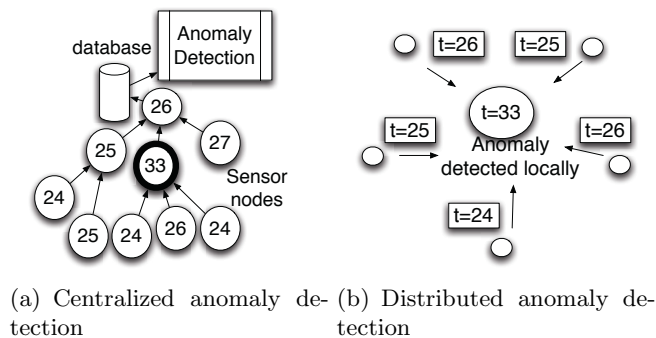 database
Anomaly
Detection
26
25
27
33
24
Sensor
nodes
25
24
26
24
(a) Centralized anomaly de-
tection
t=26
t=25
t=33
t=25
t=26
Anomaly
detected locally
t=24
(b) Distributed anomaly de-
tection